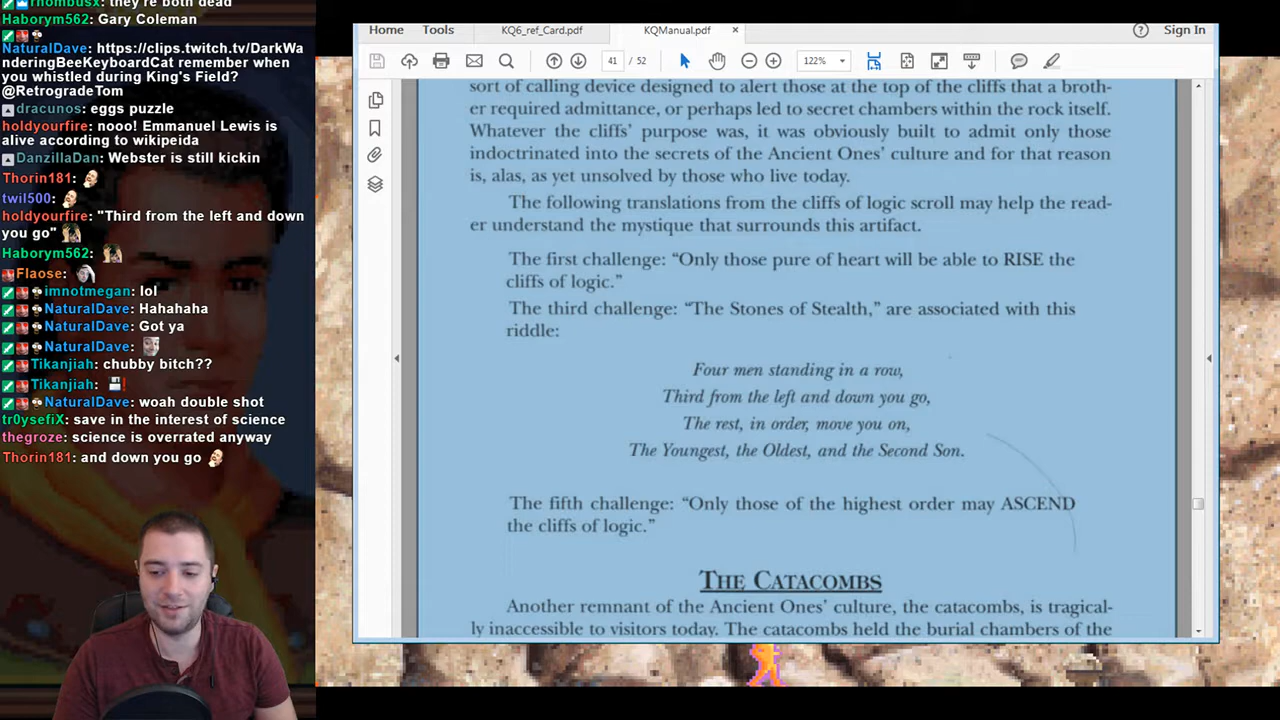 rhombusx: they're both dead
Haborym562: Gary Coleman
NaturalDave: https://clips.twitch.tv/DarkWa
nderingBeeKeyboardCat remember when
you whistled during King's Field?
@RetrogradeTom
dracunos: eggs puzzle
holdyourfire: nooo! Emmanuel Lewis is
alive according to wikipeida
DanzillaDan: Webster is still kickin
Thorin181:
twil500:
holdyourfire: "Third from the left and down
you go"
Haborym562:
Flaose:
imnotmegan: lol
NaturalDave: Hahahaha
NaturalDave: Got ya
NaturalDave:
Tikanjiah: chubby bitch??
Tikanjiah:
NaturalDave: woah double shot
tr0ysefiX: save in the interest of science
thegroze: science is overrated anyway
Thorin181: and down you go
Home Tools KQ6_ref_Card.pdf KQManual.pdf × Sign In
41 / 52 122%
sort of calling device designed to alert those at the top of the cliffs that a broth-
er required admittance, or perhaps led to secret chambers within the rock itself.
Whatever the cliffs' purpose was, it was obviously built to admit only those
indoctrinated into the secrets of the Ancient Ones' culture and for that reason
is, alas, as yet unsolved by those who live today.
The following translations from the cliffs of logic scroll may help the read-
er understand the mystique that surrounds this artifact.
The first challenge: “Only those pure of heart will be able to RISE the
cliffs of logic.”
The third challenge: “The Stones of Stealth,” are associated with this
riddle:
Four men standing in a row,
Third from the left and down you go,
The rest, in order, move you on,
The Youngest, the Oldest, and the Second Son.
The fifth challenge: “Only those of the highest order may ASCEND
the cliffs of logic.”
THE CATACOMBS
Another remnant of the Ancient Ones' culture, the catacombs, is tragical-
ly inaccessible to visitors today. The catacombs held the burial chambers of the